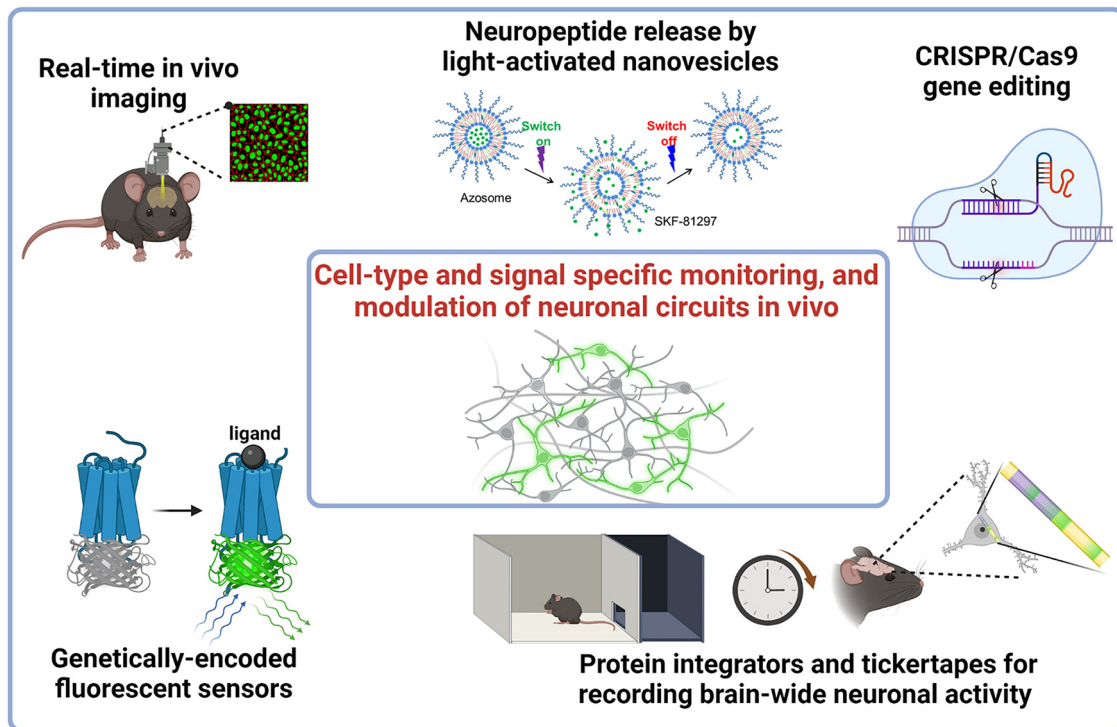 Real-time in vivo
imaging
Neuropeptide release by
light-activated nanovesicles
Switch
on
Switch
off
Azosome
SKF-81297
CRISPR/Cas9
gene editing
Cell-type and signal specific monitoring, and
modulation of neuronal circuits in vivo
ligand
Genetically-encoded
fluorescent sensors
Protein integrators and tickertapes for
recording brain-wide neuronal activity